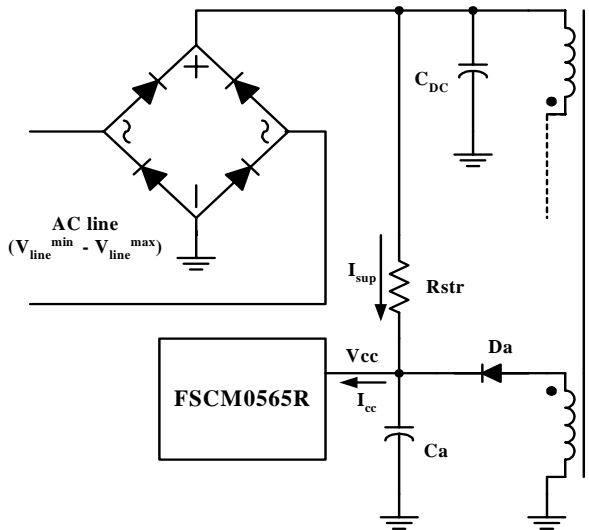 C_DC
AC line
(V_line^min - V_line^max)
I_sup
Rstr
FSCM0565R
Vcc
I_cc
Da
Ca